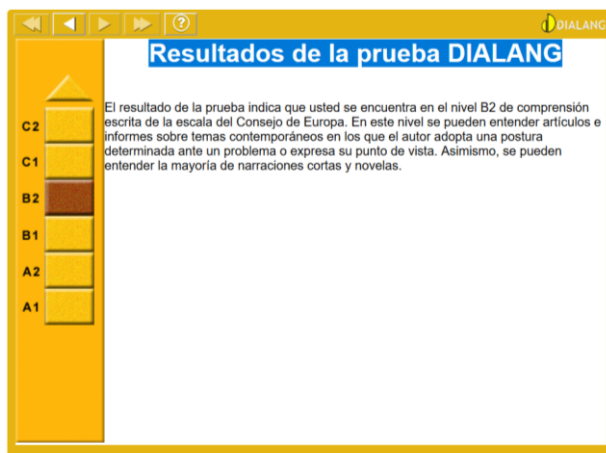 ?
DIALANG
Resultados de la prueba DIALANG
El resultado de la prueba indica que usted se encuentra en el nivel B2 de comprensión
escrita de la escala del Consejo de Europa. En este nivel se pueden entender artículos e
informes sobre temas contemporáneos en los que el autor adopta una postura
determinada ante un problema o expresa su punto de vista. Asimismo, se pueden
entender la mayoría de narraciones cortas y novelas.
C2
C1
B2
B1
A2
A1